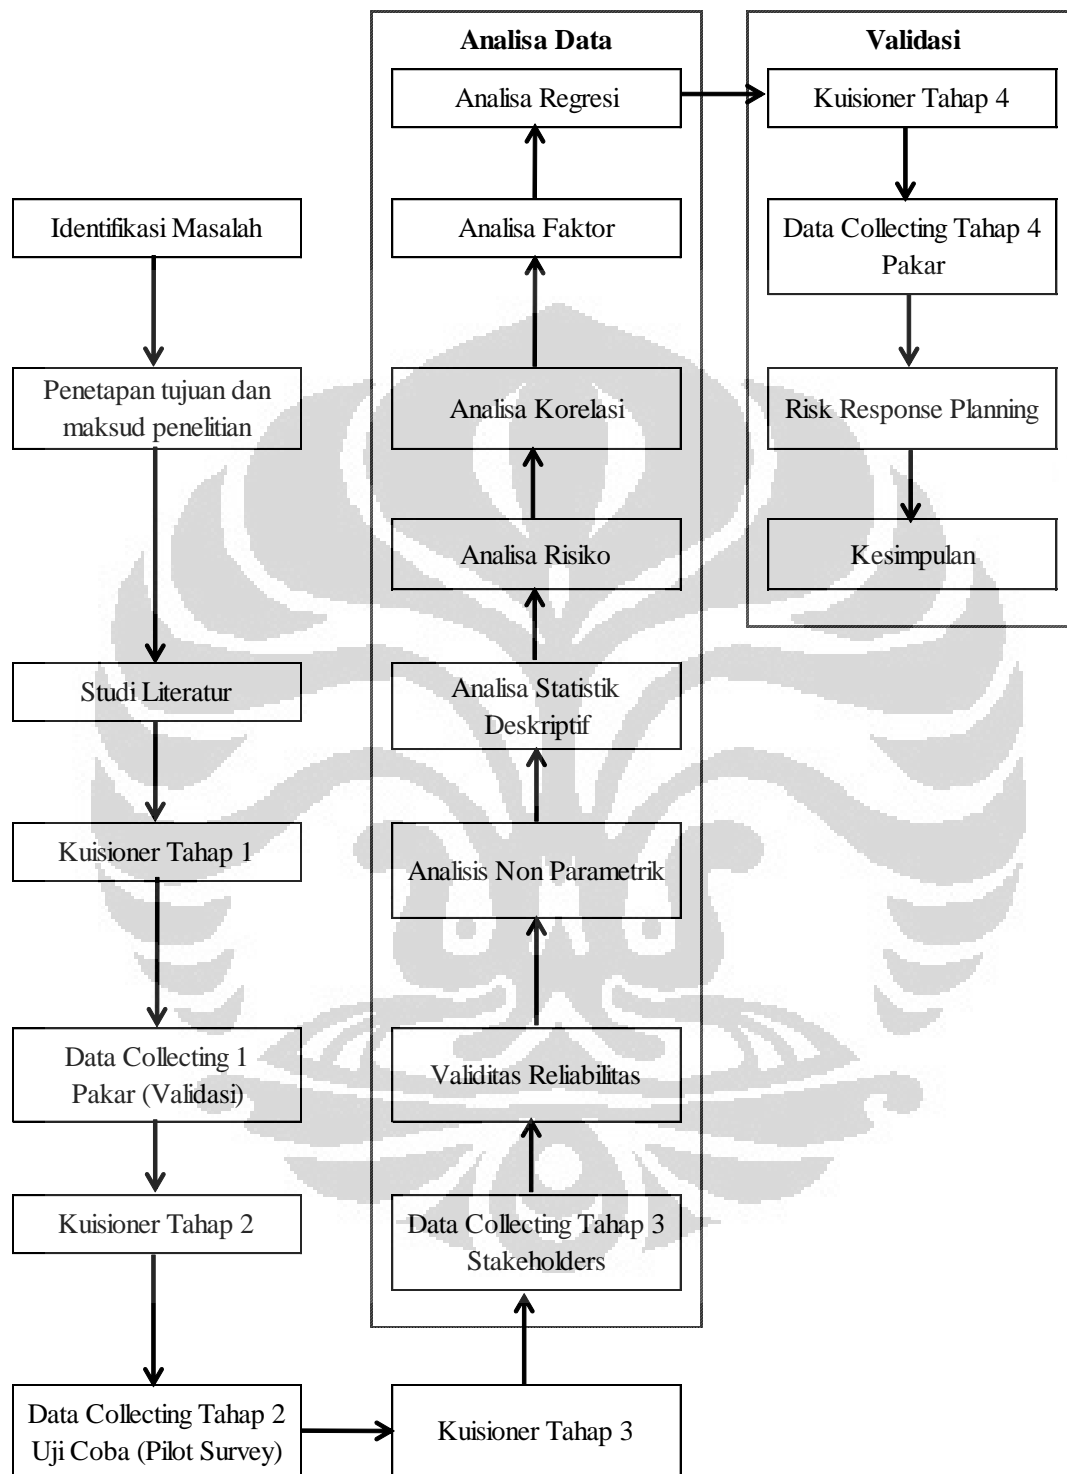 Identifikasi Masalah
Penetapan tujuan dan
maksud penelitian
Studi Literatur
Kuisioner Tahap 1
Data Collecting 1
Pakar (Validasi)
Kuisioner Tahap 2
Data Collecting Tahap 2
Uji Coba (Pilot Survey)
Kuisioner Tahap 3
Analisa Data
Analisa Regresi
Analisa Faktor
Analisa Korelasi
Analisa Risiko
Analisa Statistik
Deskriptif
Analisis Non Parametrik
Validitas Reliabilitas
Data Collecting Tahap 3
Stakeholders
Validasi
Kuisioner Tahap 4
Data Collecting Tahap 4
Pakar
Risk Response Planning
Kesimpulan